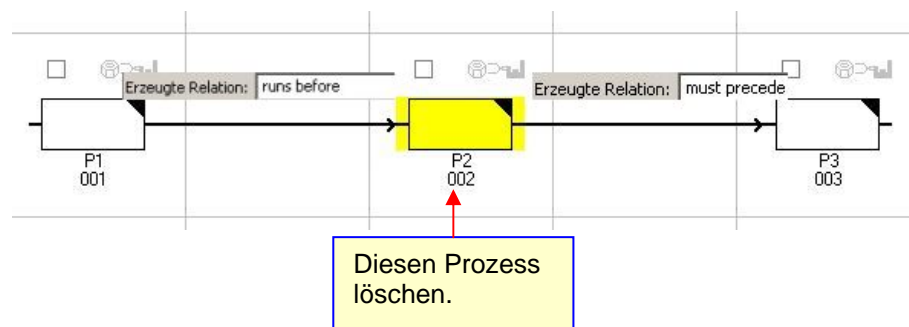 Erzeugte Relation: runs before
Erzeugte Relation: must precede
P1
001
P2
002
P3
003
Diesen Prozess
löschen.